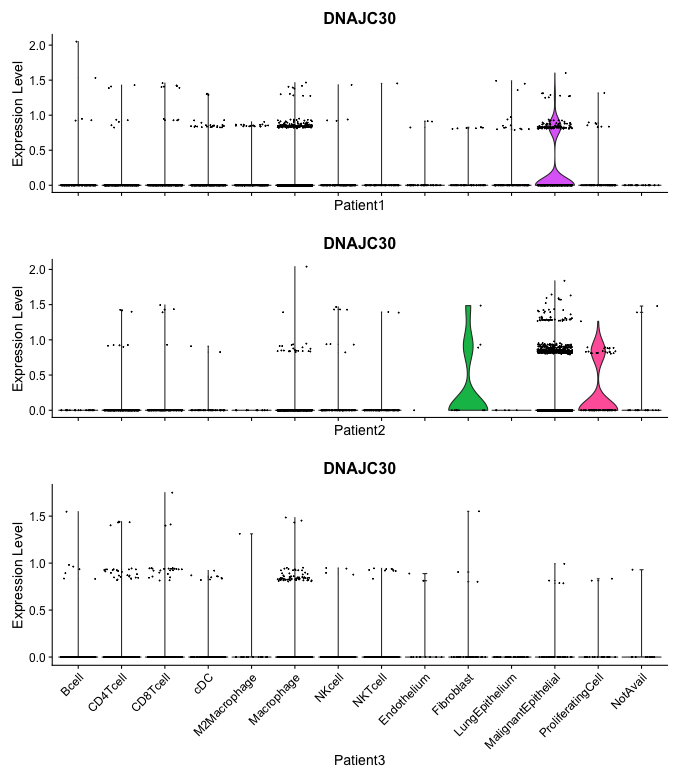 DNAJC30
Expression Level
2.0
1.5
1.0
0.5
0.0
Patient1
DNAJC30
Expression Level
2.0
1.5
1.0
0.5
0.0
Patient2
DNAJC30
Expression Level
1.5
1.0
0.5
0.0
Bcell
CD4Tcell
CD8Tcell
cDC
M2Macrophage
Macrophage
NKcell
NKTcell
Endothelium
Fibroblast
LungEpithelium
MalignantEpithelial
ProliferatingCell
NotAvail
Patient3